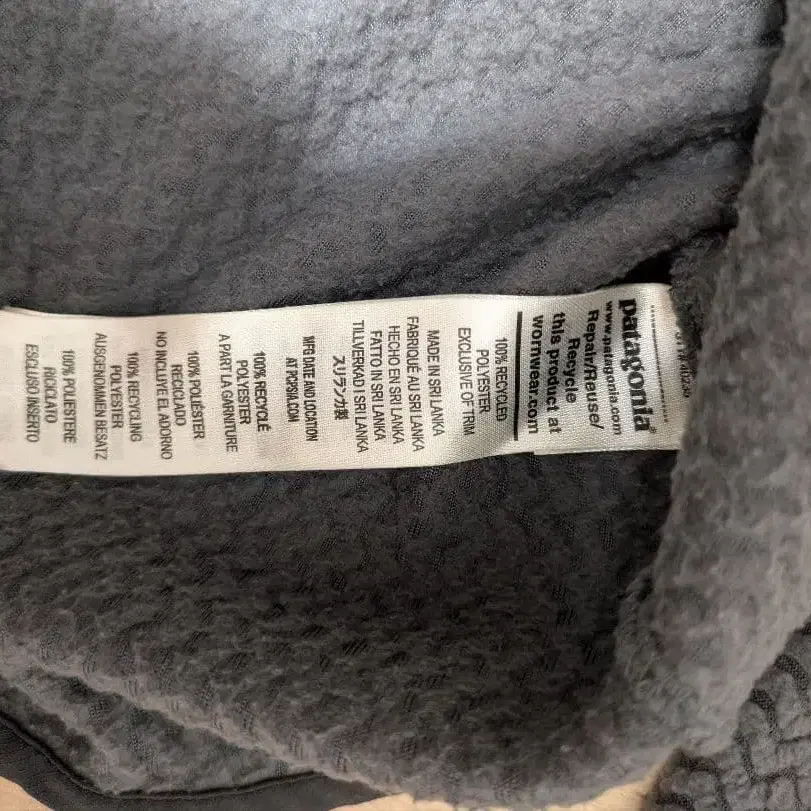 patagonia®
www.patagonia.com
Repair/Reuse/
Recycle
this product at
wornwear.com
100% RECYCLED
POLYESTER
EXCLUSIVE OF TRIM
MADE IN SRI LANKA
FABRIQUÉ AU SRI LANKA
HECHO EN SRI LANKA
FATTO IN SRI LANKA
TILLVERKAD I SRI LANKA
スリランカ製
MFG DATE AND LOCATION
AT PCPSIA.COM
100% RECYCLÉ
POLYESTER
A PART LA GARNITURE
100% POLIÉSTER
RECICLADO
NO INCLUYE EL ADORNO
100% RECYCLING
POLYESTER
AUSGENOMMEN BESATZ
100% POLIESTERE
RICICLATO
ESCLUSO INSERTO